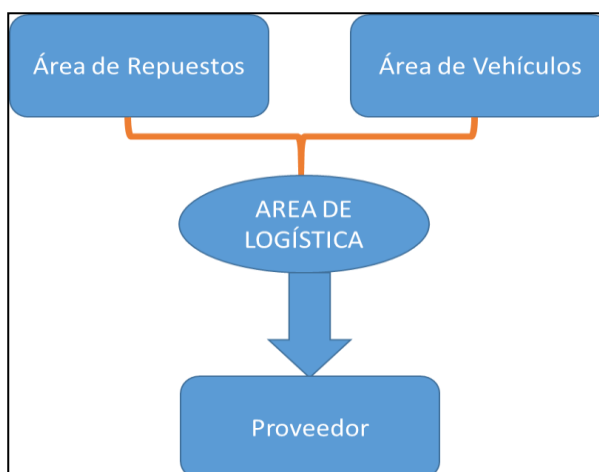 Área de Repuestos
Área de Vehículos
AREA DE
LOGÍSTICA
Proveedor